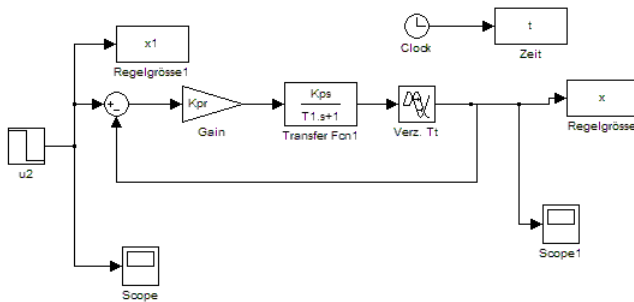 x1
Regelgrösse1
Clock
t
Zeit
+
-
Kpr
Gain
Kps
T1.s+1
Transfer Fcn1
Verz. Tt
x
Regelgrösse
u2
Scope
Scope1